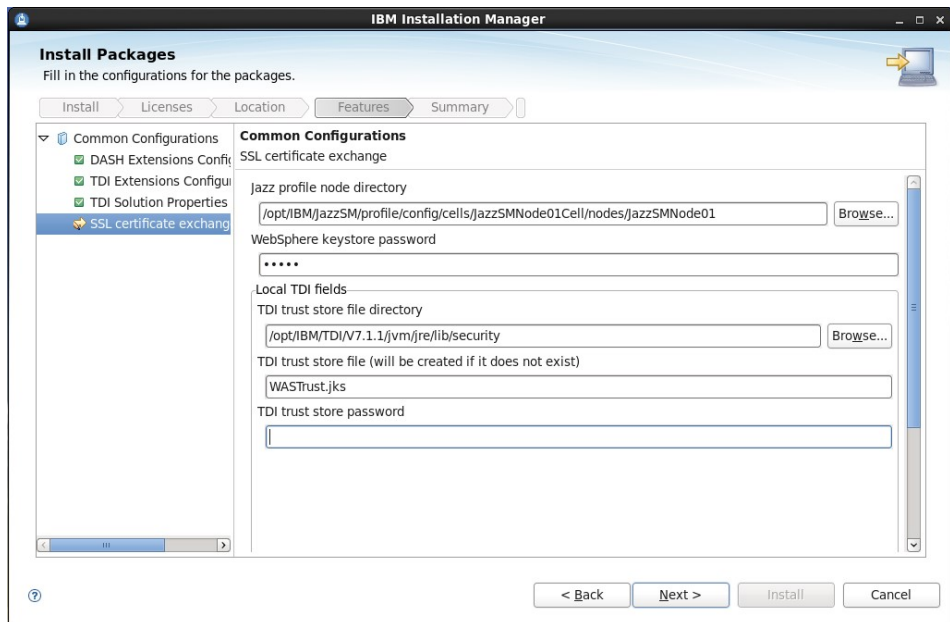 IBM Installation Manager
Install Packages
Fill in the configurations for the packages.
Install Licenses Location Features Summary
Common Configurations
DASH Extensions Config
TDI Extensions Configur
TDI Solution Properties
SSL certificate exchang
Common Configurations
SSL certificate exchange
Jazz profile node directory
/opt/IBM/JazzSM/profile/config/cells/JazzSMNode01Cell/nodes/JazzSMNode01
Browse...
WebSphere keystore password
•••••
Local TDI fields
TDI trust store file directory
/opt/IBM/TDI/V7.1.1/jvm/jre/lib/security
Browse...
TDI trust store file (will be created if it does not exist)
WASTrust.jks
TDI trust store password
?
< Back Next > Install Cancel